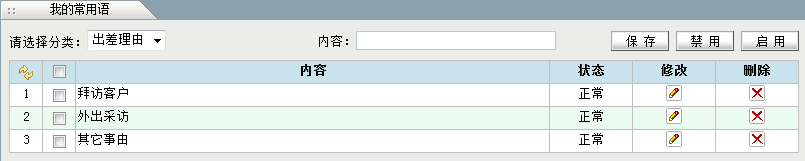 我的常用语
请选择分类: 出差理由 内容: 保 存 禁 用 启 用
内容 状态 修改 删除
1 拜访客户 正常
2 外出采访 正常
3 其它事由 正常